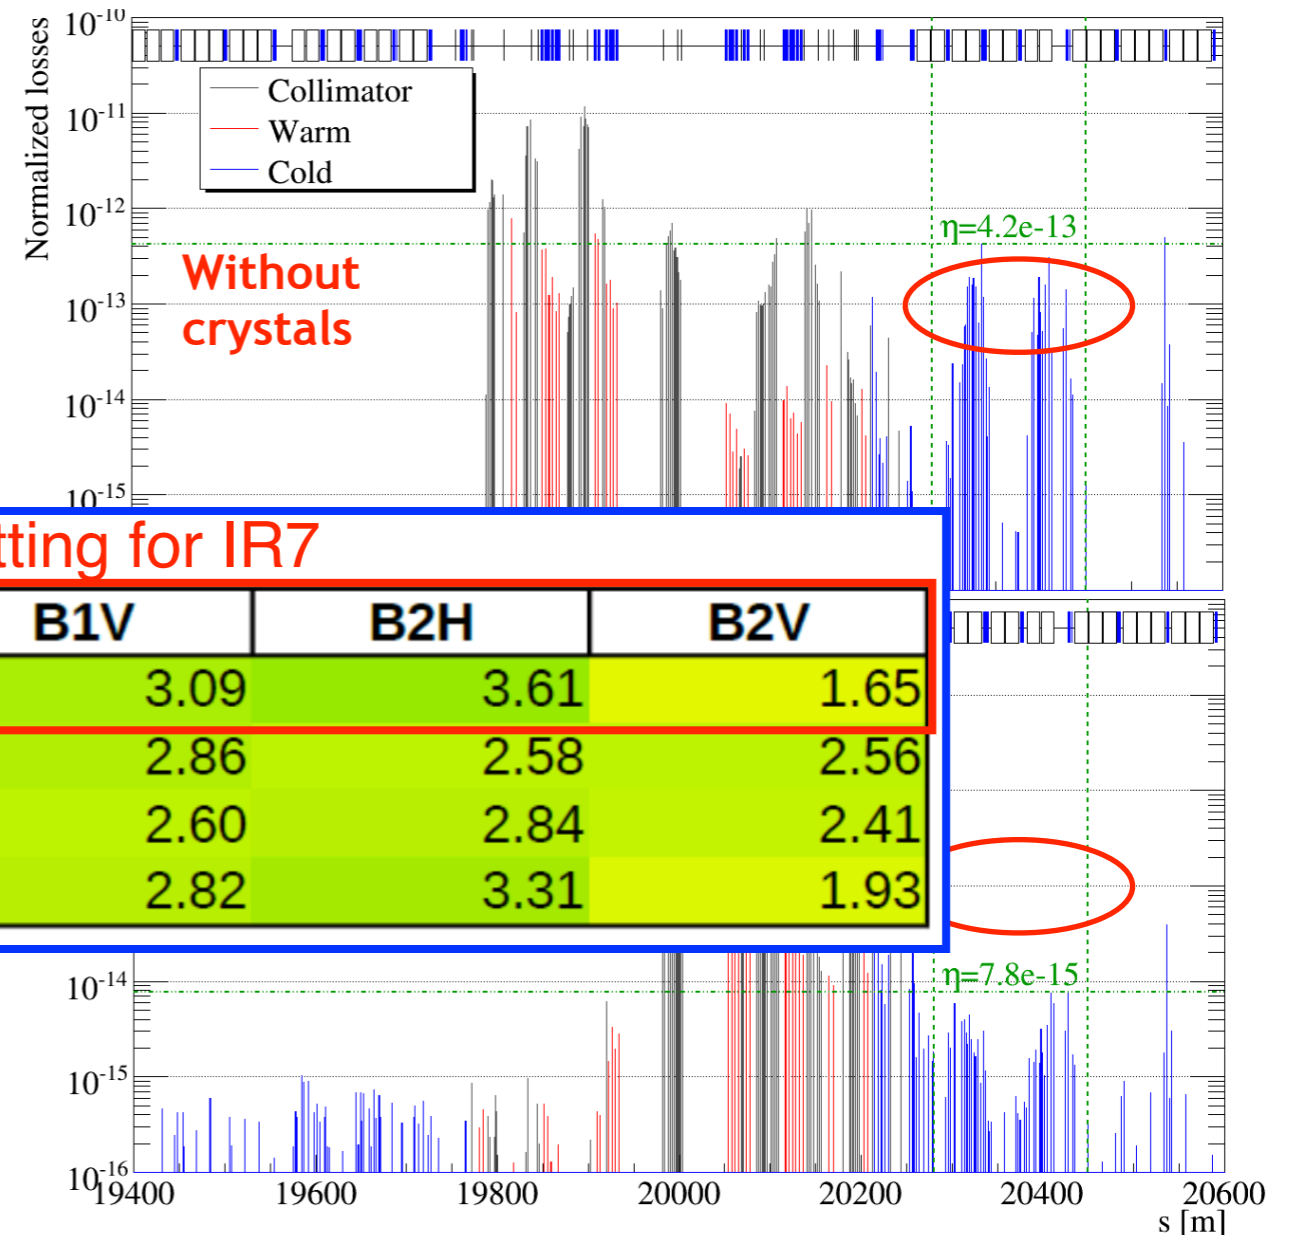 10^-10
Normalized losses
10^-11
10^-12
10^-13
10^-14
10^-15
Collimator
Warm
Cold
η=4.2e-13
Without
crystals
tting for IR7
B1V B2H B2V
3.09 3.61 1.65
2.86 2.58 2.56
2.60 2.84 2.41
2.82 3.31 1.93
10^-14
η=7.8e-15
10^-15
10^-16
19400 19600 19800 20000 20200 20400 20600
s [m]